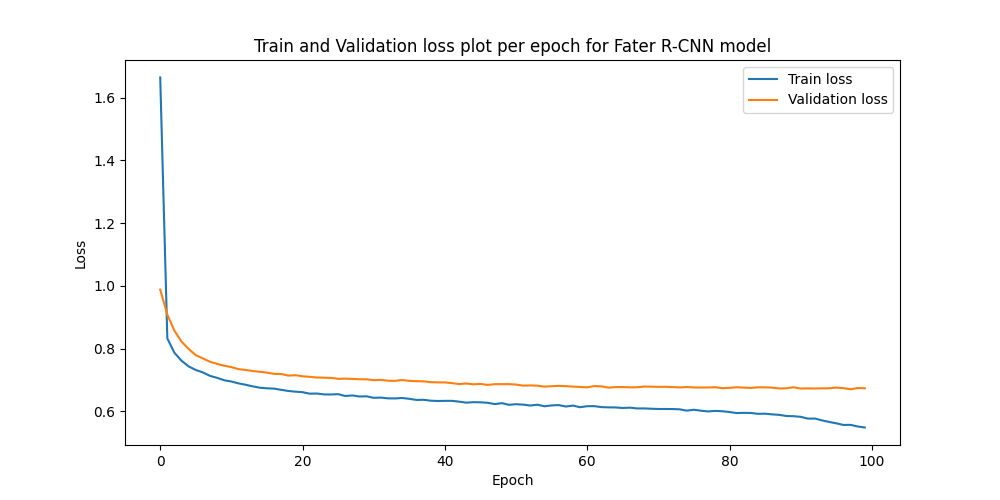 Train and Validation loss plot per epoch for Fater R-CNN model
Train loss
Validation loss
1.6
1.4
1.2
1.0
0.8
0.6
Loss
0 20 40 60 80 100
Epoch